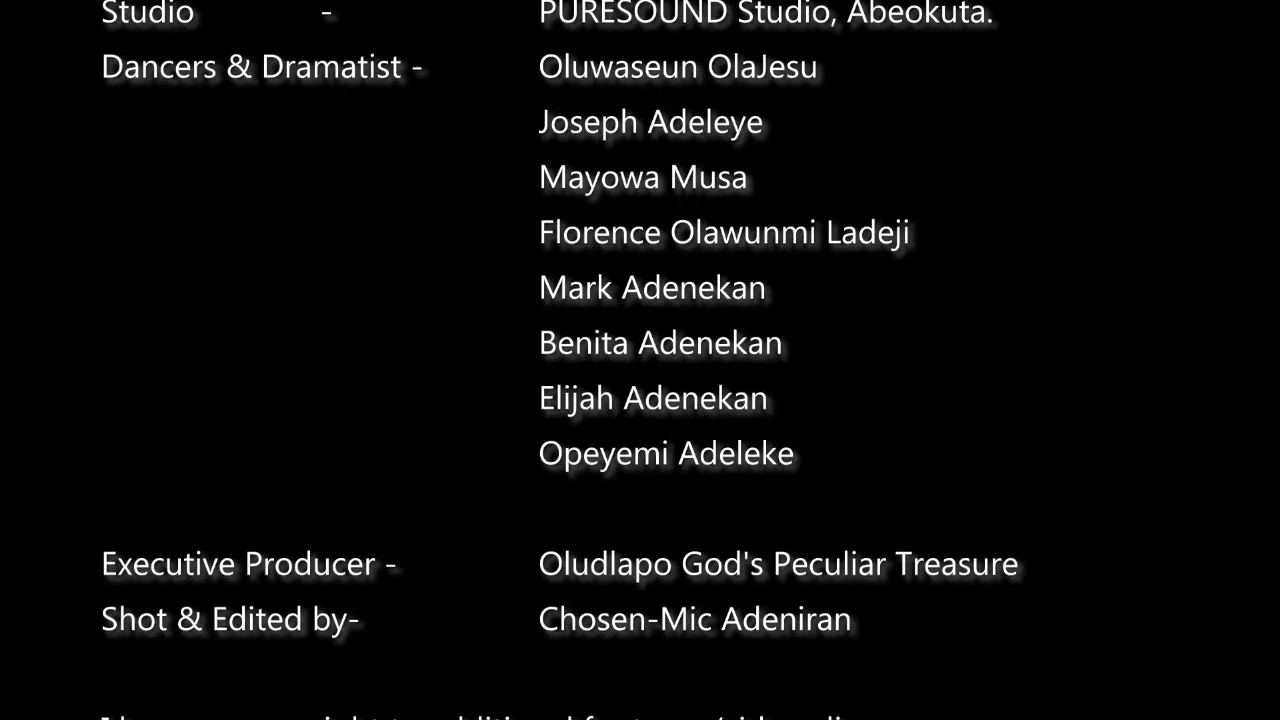 Studio - PURESOUND Studio, Abeokuta.
Dancers & Dramatist - Oluwaseun OlaJesu
Joseph Adeleye
Mayowa Musa
Florence Olawunmi Ladeji
Mark Adenekan
Benita Adenekan
Elijah Adenekan
Opeyemi Adeleke
Executive Producer - Oludlapo God's Peculiar Treasure
Shot & Edited by- Chosen-Mic Adeniran